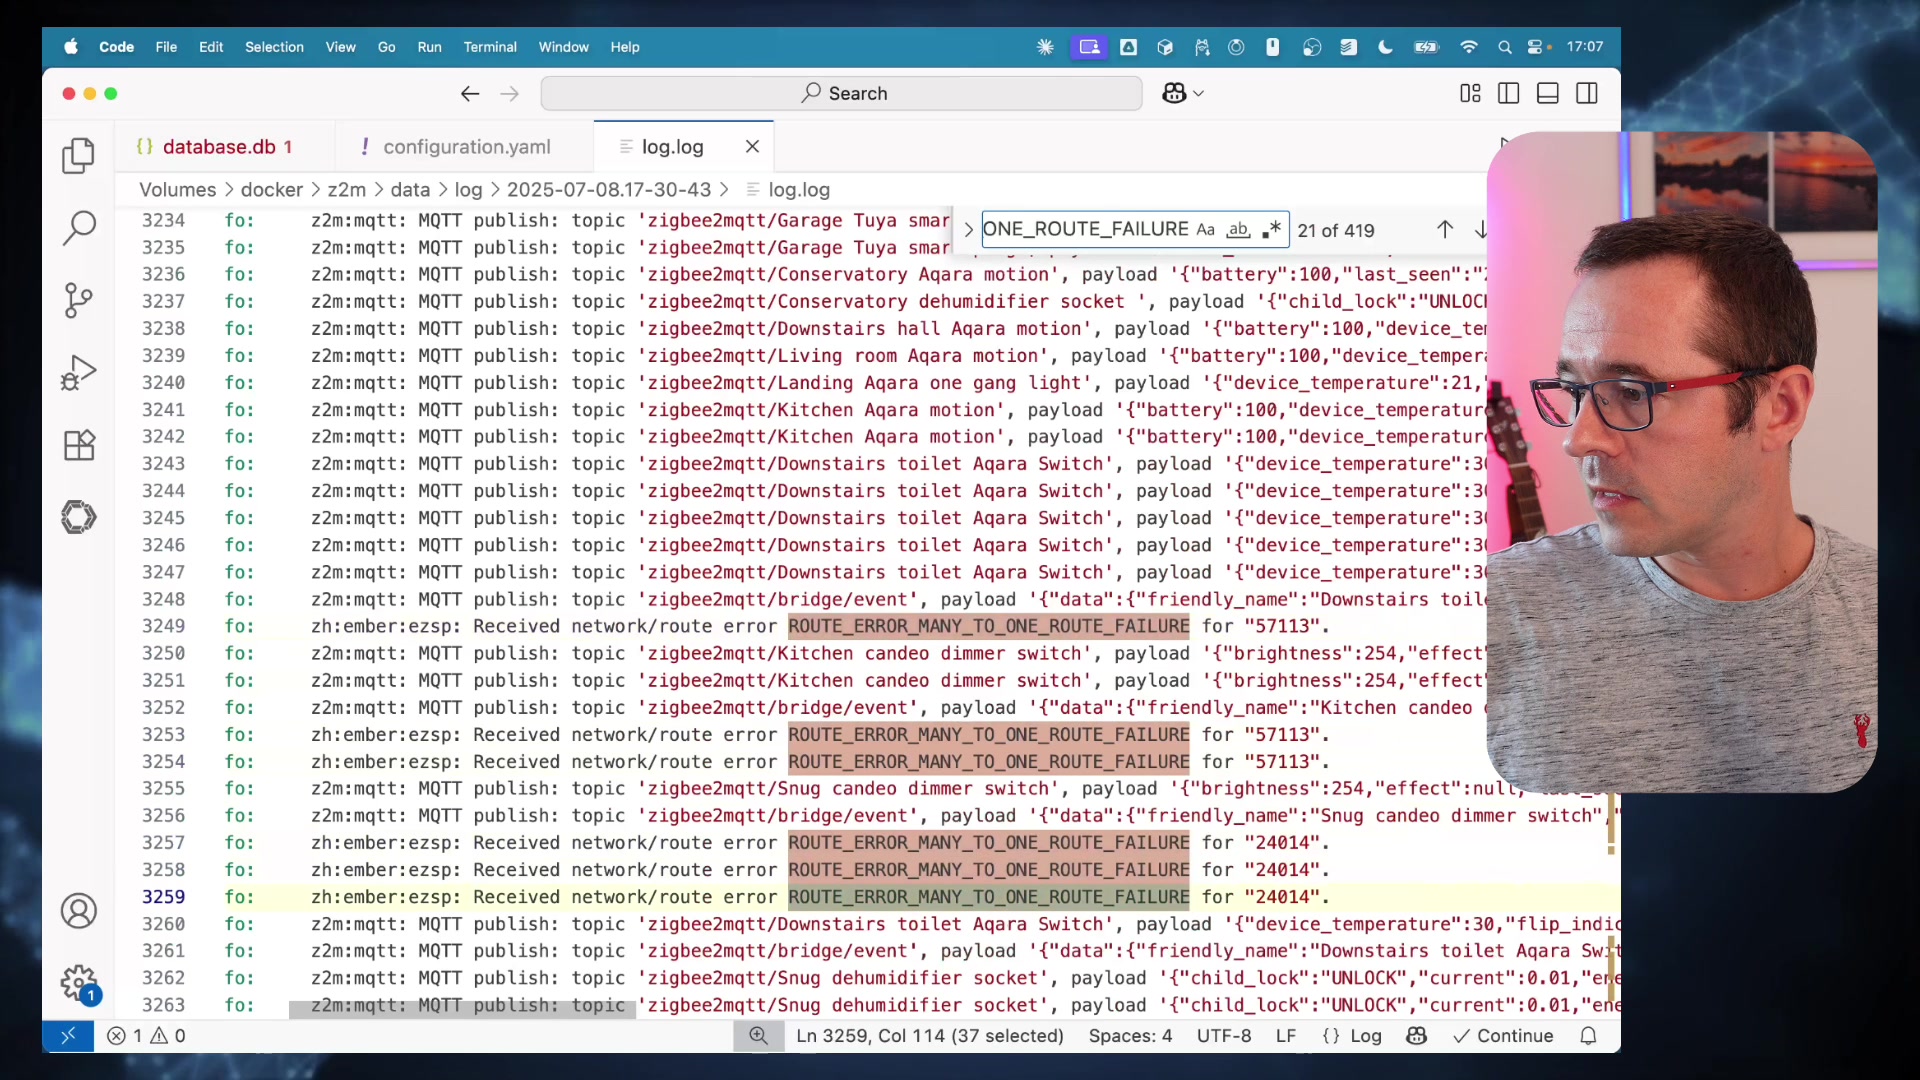 Code File Edit Selection View Go Run Terminal Window Help 17:07
Search
{} database.db 1 ! configuration.yaml log.log
Volumes > docker > z2m > data > log > 2025-07-08.17-30-43 > log.log
ONE_ROUTE_FAILURE Aa ab .* 21 of 419
3234 fo: z2m:mqtt: MQTT publish: topic 'zigbee2mqtt/Garage Tuya smar
3235 fo: z2m:mqtt: MQTT publish: topic 'zigbee2mqtt/Garage Tuya smar
3236 fo: z2m:mqtt: MQTT publish: topic 'zigbee2mqtt/Conservatory Aqara motion', payload '{"battery":100,"last_seen":"2
3237 fo: z2m:mqtt: MQTT publish: topic 'zigbee2mqtt/Conservatory dehumidifier socket ', payload '{"child_lock":"UNLOCK
3238 fo: z2m:mqtt: MQTT publish: topic 'zigbee2mqtt/Downstairs hall Aqara motion', payload '{"battery":100,"device_tem
3239 fo: z2m:mqtt: MQTT publish: topic 'zigbee2mqtt/Living room Aqara motion', payload '{"battery":100,"device_tempera
3240 fo: z2m:mqtt: MQTT publish: topic 'zigbee2mqtt/Landing Aqara one gang light', payload '{"device_temperature":21,"
3241 fo: z2m:mqtt: MQTT publish: topic 'zigbee2mqtt/Kitchen Aqara motion', payload '{"battery":100,"device_temperature
3242 fo: z2m:mqtt: MQTT publish: topic 'zigbee2mqtt/Kitchen Aqara motion', payload '{"battery":100,"device_temperature
3243 fo: z2m:mqtt: MQTT publish: topic 'zigbee2mqtt/Downstairs toilet Aqara Switch', payload '{"device_temperature":30
3244 fo: z2m:mqtt: MQTT publish: topic 'zigbee2mqtt/Downstairs toilet Aqara Switch', payload '{"device_temperature":30
3245 fo: z2m:mqtt: MQTT publish: topic 'zigbee2mqtt/Downstairs toilet Aqara Switch', payload '{"device_temperature":30
3246 fo: z2m:mqtt: MQTT publish: topic 'zigbee2mqtt/Downstairs toilet Aqara Switch', payload '{"device_temperature":30
3247 fo: z2m:mqtt: MQTT publish: topic 'zigbee2mqtt/Downstairs toilet Aqara Switch', payload '{"device_temperature":30
3248 fo: z2m:mqtt: MQTT publish: topic 'zigbee2mqtt/bridge/event', payload '{"data":{"friendly_name":"Downstairs toile
3249 fo: zh:ember:ezsp: Received network/route error ROUTE_ERROR_MANY_TO_ONE_ROUTE_FAILURE for "57113".
3250 fo: z2m:mqtt: MQTT publish: topic 'zigbee2mqtt/Kitchen candeo dimmer switch', payload '{"brightness":254,"effect"
3251 fo: z2m:mqtt: MQTT publish: topic 'zigbee2mqtt/Kitchen candeo dimmer switch', payload '{"brightness":254,"effect"
3252 fo: z2m:mqtt: MQTT publish: topic 'zigbee2mqtt/bridge/event', payload '{"data":{"friendly_name":"Kitchen candeo
3253 fo: zh:ember:ezsp: Received network/route error ROUTE_ERROR_MANY_TO_ONE_ROUTE_FAILURE for "57113".
3254 fo: zh:ember:ezsp: Received network/route error ROUTE_ERROR_MANY_TO_ONE_ROUTE_FAILURE for "57113".
3255 fo: z2m:mqtt: MQTT publish: topic 'zigbee2mqtt/Snug candeo dimmer switch', payload '{"brightness":254,"effect":null,
3256 fo: z2m:mqtt: MQTT publish: topic 'zigbee2mqtt/bridge/event', payload '{"data":{"friendly_name":"Snug candeo dimmer switch","
3257 fo: zh:ember:ezsp: Received network/route error ROUTE_ERROR_MANY_TO_ONE_ROUTE_FAILURE for "24014".
3258 fo: zh:ember:ezsp: Received network/route error ROUTE_ERROR_MANY_TO_ONE_ROUTE_FAILURE for "24014".
3259 fo: zh:ember:ezsp: Received network/route error ROUTE_ERROR_MANY_TO_ONE_ROUTE_FAILURE for "24014".
3260 fo: z2m:mqtt: MQTT publish: topic 'zigbee2mqtt/Downstairs toilet Aqara Switch', payload '{"device_temperature":30,"flip_indic
3261 fo: z2m:mqtt: MQTT publish: topic 'zigbee2mqtt/bridge/event', payload '{"data":{"friendly_name":"Downstairs toilet Aqara Swit
3262 fo: z2m:mqtt: MQTT publish: topic 'zigbee2mqtt/Snug dehumidifier socket', payload '{"child_lock":"UNLOCK","current":0.01,"ene
3263 fo: z2m:mqtt: MQTT publish: topic 'zigbee2mqtt/Snug dehumidifier socket', payload '{"child_lock":"UNLOCK","current":0.01,"ene
1
1 0 Ln 3259, Col 114 (37 selected) Spaces: 4 UTF-8 LF {} Log Continue